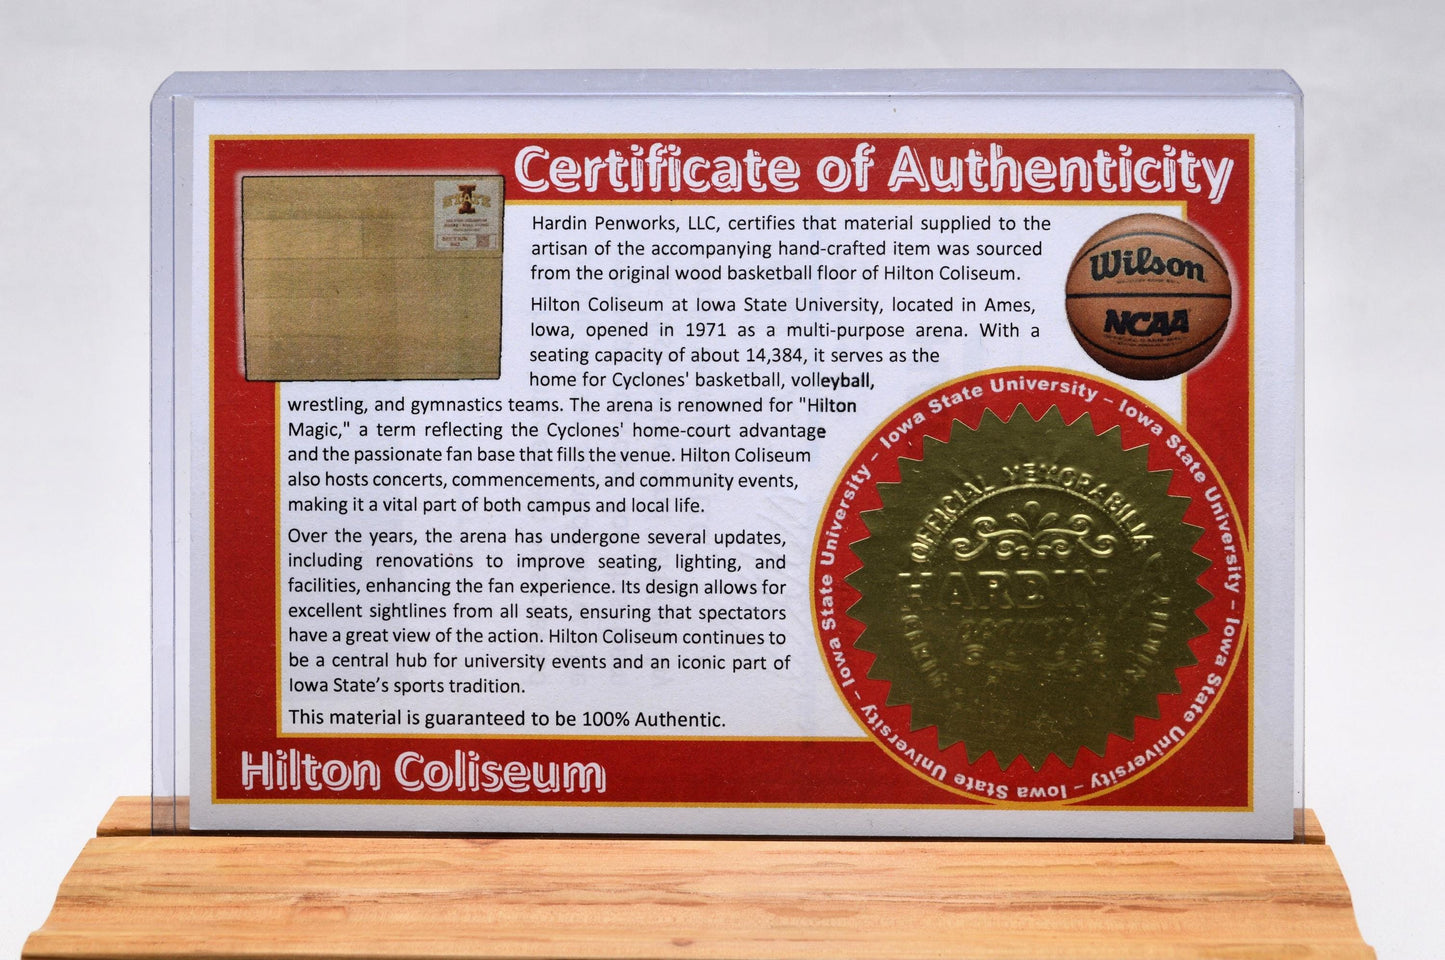 Certificate of Authenticity
STATE
Hardin Penworks, LLC, certifies that material supplied to the
artisan of the accompanying hand-crafted item was sourced
from the original wood basketball floor of Hilton Coliseum.
Wilson
NCAA
Hilton Coliseum at Iowa State University, located in Ames,
Iowa, opened in 1971 as a multi-purpose arena. With a
seating capacity of about 14,384, it serves as the
home for Cyclones' basketball, volleyball,
wrestling, and gymnastics teams. The arena is renowned for "Hilton
Magic," a term reflecting the Cyclones' home-court advantage
and the passionate fan base that fills the venue. Hilton Coliseum
also hosts concerts, commencements, and community events,
making it a vital part of both campus and local life.
Over the years, the arena has undergone several updates,
including renovations to improve seating, lighting, and
facilities, enhancing the fan experience. Its design allows for
excellent sightlines from all seats, ensuring that spectators
have a great view of the action. Hilton Coliseum continues to
be a central hub for university events and an iconic part of
Iowa State's sports tradition.
This material is guaranteed to be 100% Authentic.
Iowa State University – Iowa State University – Iowa State University – Iowa State University – Iowa State University – Iowa State University –
OFFICIAL MEMORABILIA
HARDIN
Hilton Coliseum